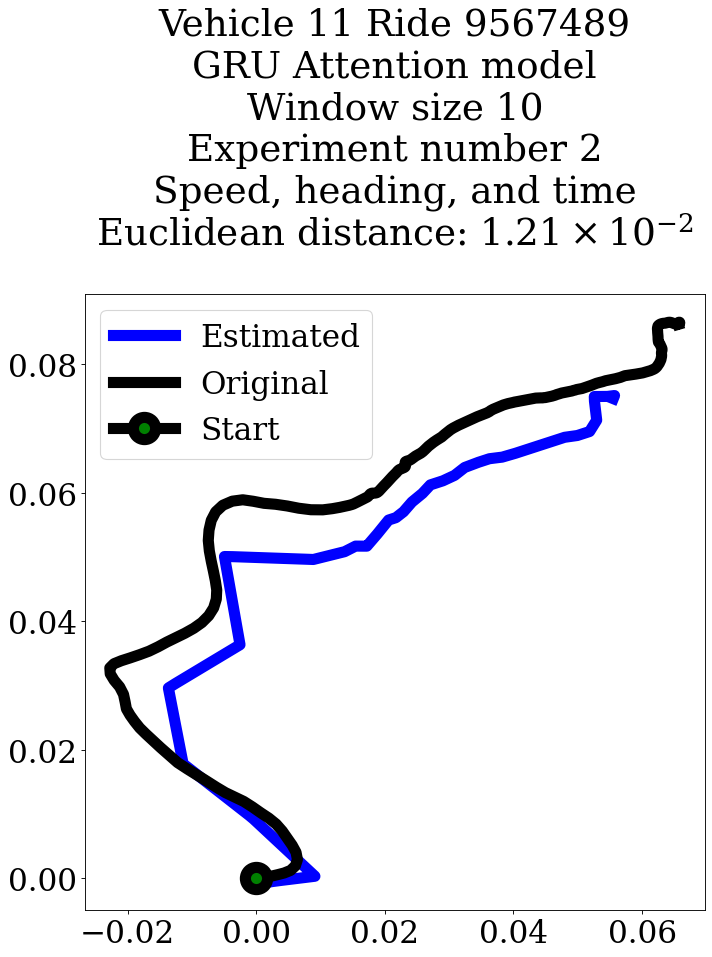 Vehicle 11 Ride 9567489
GRU Attention model
Window size 10
Experiment number 2
Speed, heading, and time
Euclidean distance: 1.21 × 10⁻²
Estimated
Original
Start
0.08
0.06
0.04
0.02
0.00
−0.02 0.00 0.02 0.04 0.06